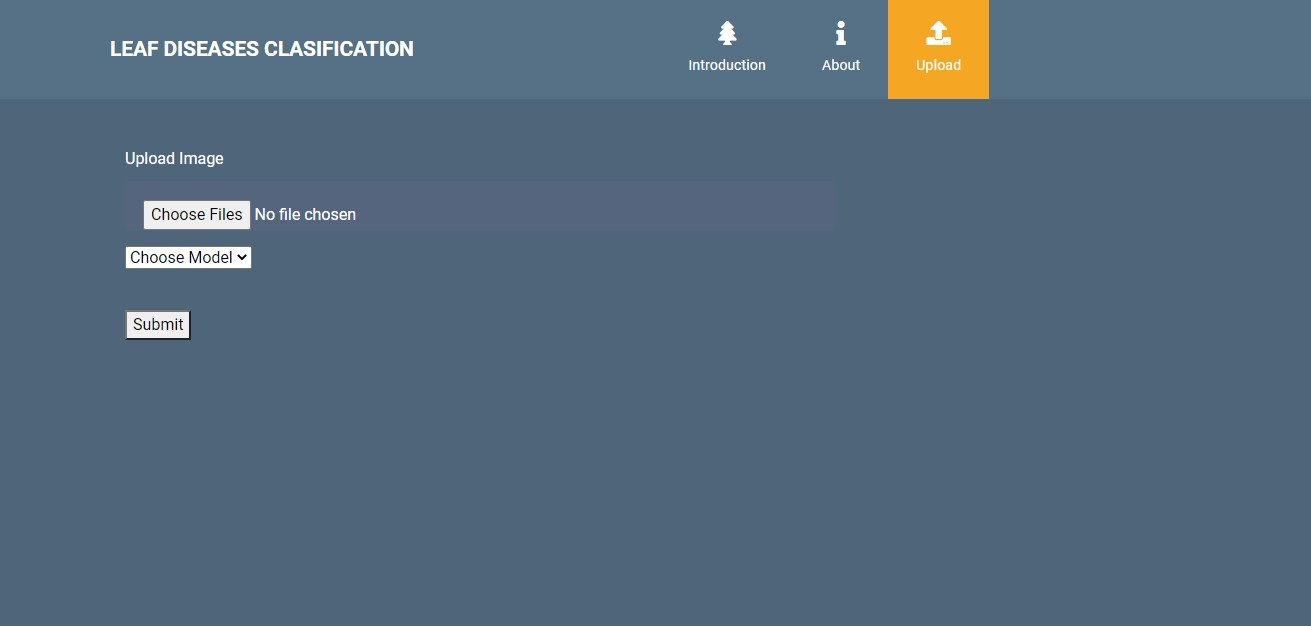 LEAF DISEASES CLASIFICATION
Introduction
About
Upload
Upload Image
Choose Files No file chosen
Choose Model
Submit